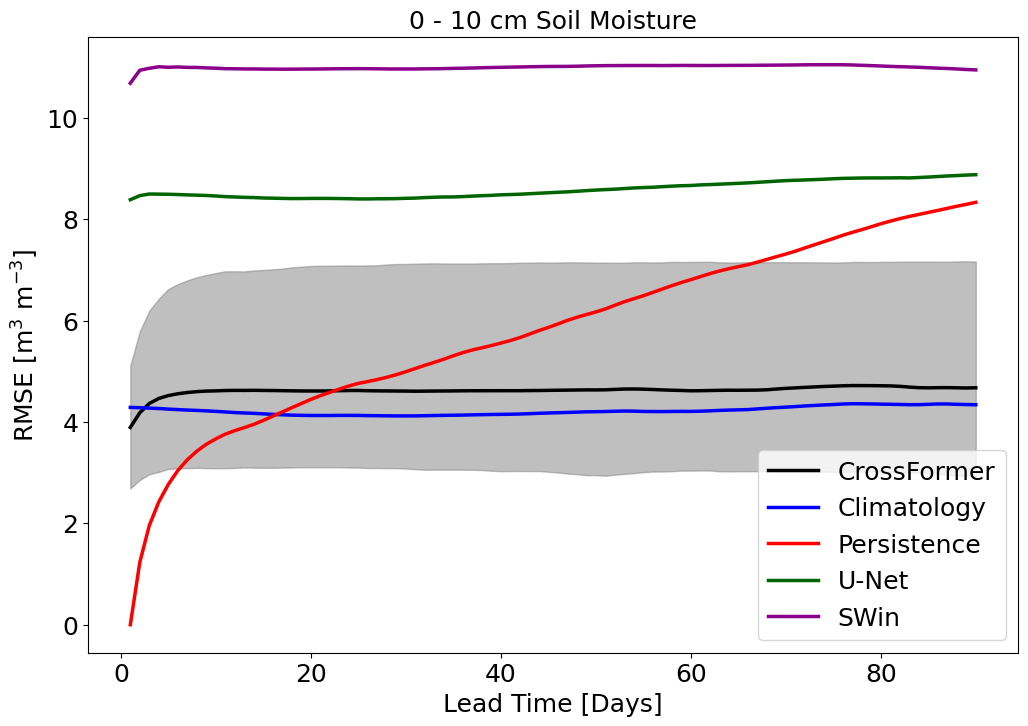 0 - 10 cm Soil Moisture
RMSE [m³ m⁻³]
10
8
6
4
2
0
0 20 40 60 80
Lead Time [Days]
CrossFormer
Climatology
Persistence
U-Net
SWin